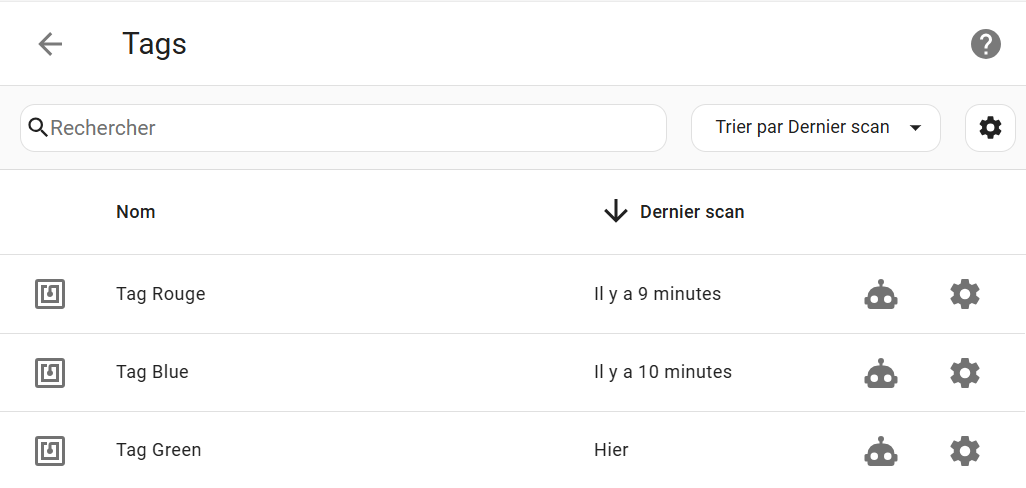 Tags
Rechercher
Trier par Dernier scan
Nom Dernier scan
Tag Rouge Il y a 9 minutes
Tag Blue Il y a 10 minutes
Tag Green Hier